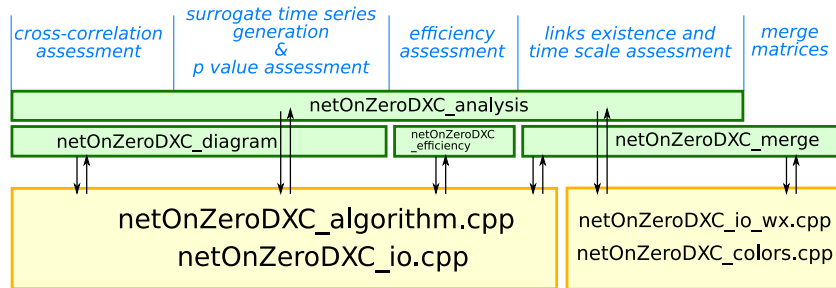 cross-correlation
assessment
surrogate time series
generation
&
p value assessment
efficiency
assessment
links existence and
time scale assessment
merge
matrices
netOnZeroDXC_analysis
netOnZeroDXC_diagram
netOnZeroDXC
_efficiency
netOnZeroDXC_merge
netOnZeroDXC_algorithm.cpp
netOnZeroDXC_io.cpp
netOnZeroDXC_io_wx.cpp
netOnZeroDXC_colors.cpp